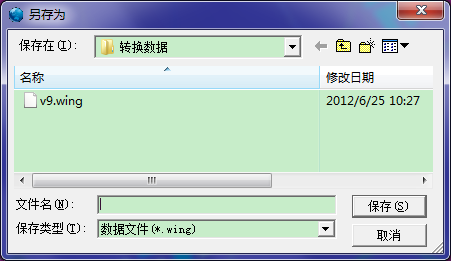 另存为
保存在(I): 转换数据
名称 修改日期
v9.wing 2012/6/25 10:27
文件名(N): 保存(S)
保存类型(T): 数据文件(*.wing) 取消